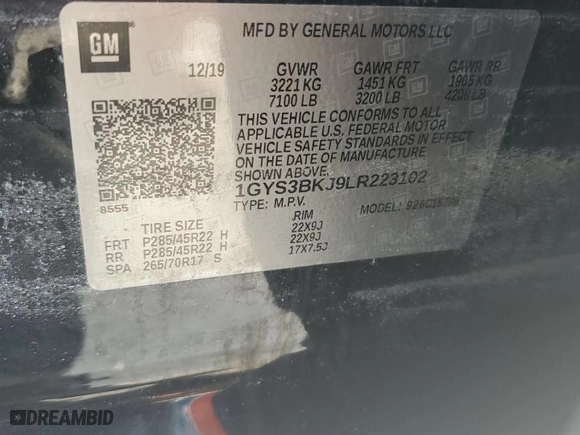 GM
MFD BY GENERAL MOTORS LLC
12/19 GVWR GAWR FRT GAWR RR
3221 KG 1451 KG 1905 KG
7100 LB 3200 LB 4200 LB
THIS VEHICLE CONFORMS TO ALL
APPLICABLE U.S. FEDERAL MOTOR
VEHICLE SAFETY STANDARDS IN EFFECT
ON THE DATE OF MANUFACTURE
SHOWN ABOVE.
1GYS3BKJ9LR223102
8555
TYPE: M.P.V. MODEL:
TIRE SIZE RIM
FRT P285/45R22 H 22X9J
RR P285/45R22 H 22X9J
SPA 265/70R17 S 17X7.5J
DREAMBID